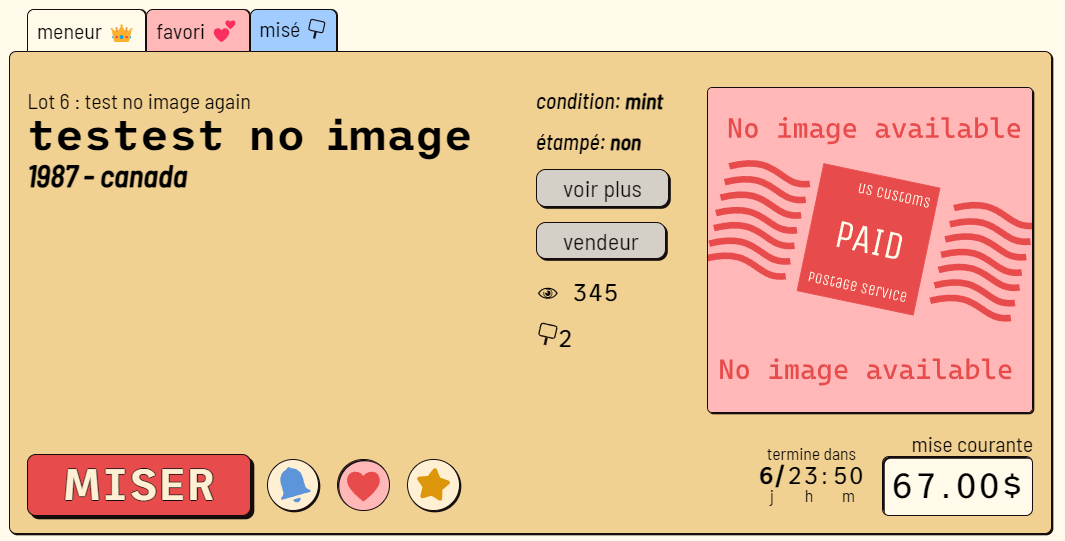 meneur
favori
misé
Lot 6 : test no image again
testest no image
1987 - canada
condition: mint
étampé: non
voir plus
vendeur
345
2
No image available
us customs
PAID
postage service
No image available
MISER
termine dans
6/23:50
j h m
mise courante
67.00$